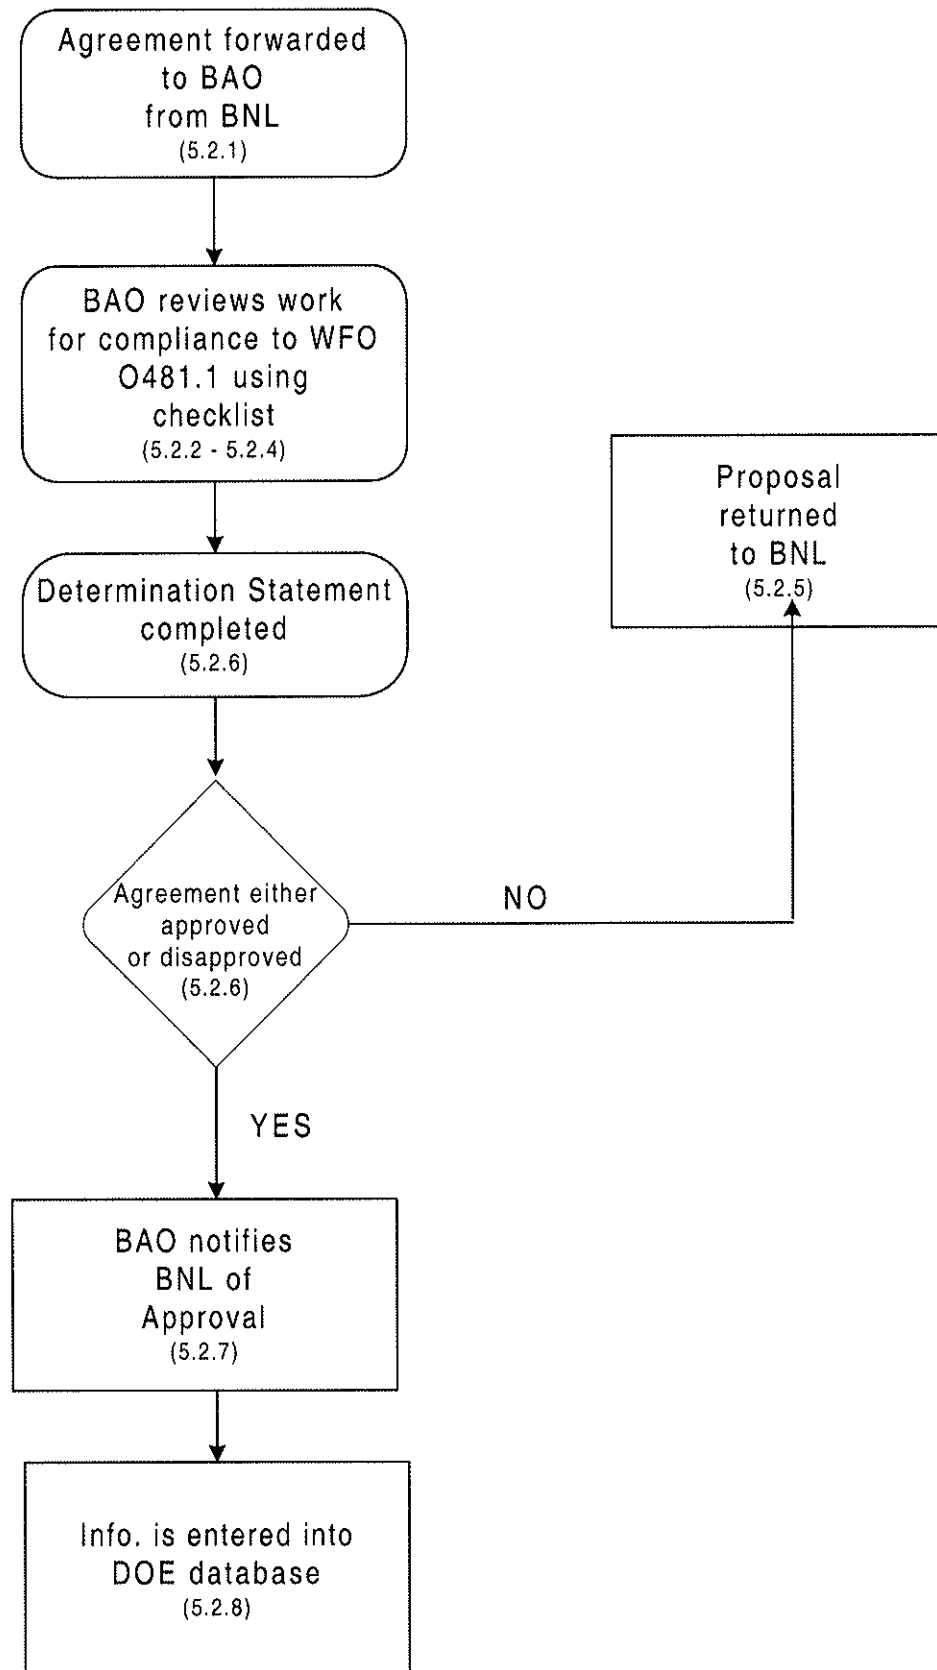 Agreement forwarded
to BAO
from BNL
(5.2.1)
BAO reviews work
for compliance to WFO
O481.1 using
checklist
(5.2.2 - 5.2.4)
Proposal
returned
to BNL
(5.2.5)
Determination Statement
completed
(5.2.6)
Agreement either
approved
or disapproved
(5.2.6)
NO
YES
BAO notifies
BNL of
Approval
(5.2.7)
Info. is entered into
DOE database
(5.2.8)